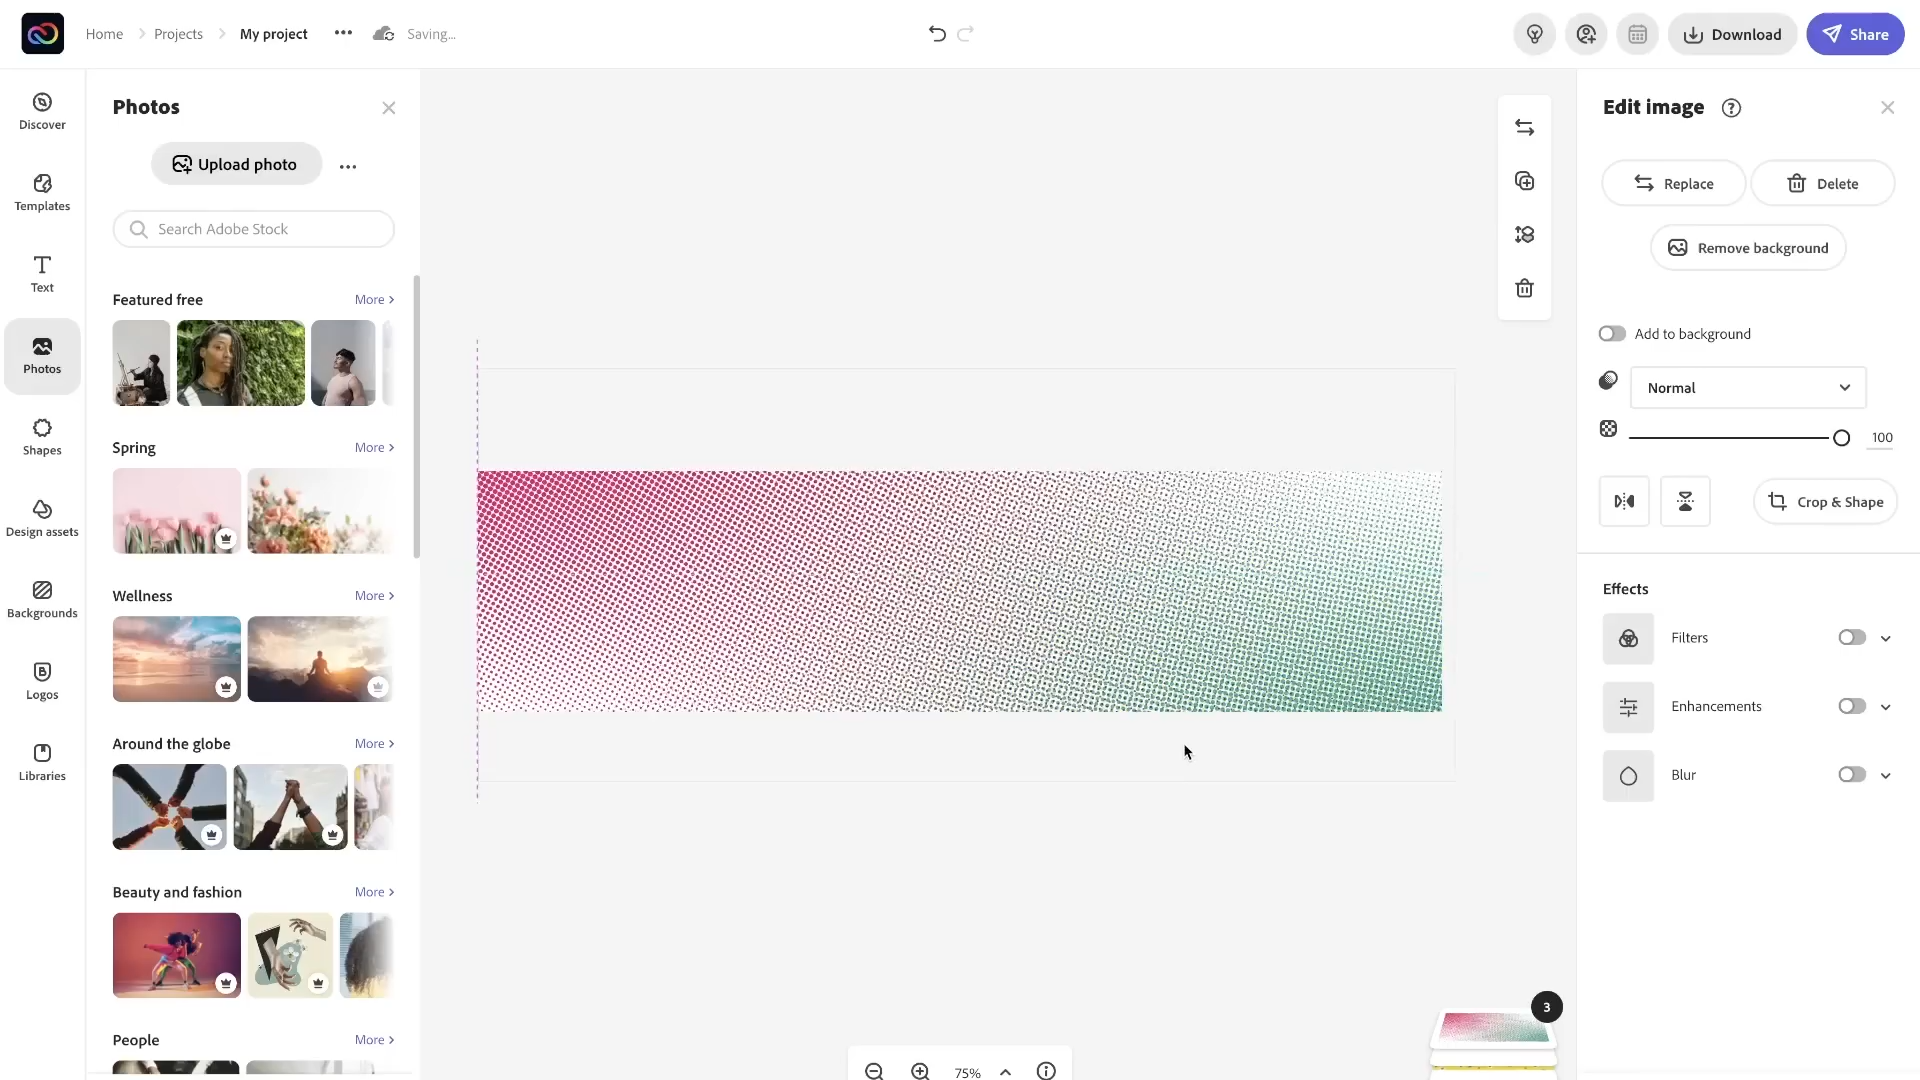 Home
Projects
My project
Saving...
Download
Share
Discover
Templates
Text
Photos
Shapes
Design assets
Backgrounds
Logos
Libraries
Photos
Upload photo
Search Adobe Stock
Featured free
More
Spring
More
Wellness
More
Around the globe
More
Beauty and fashion
More
People
More
75%
3
Edit image
Replace
Delete
Remove background
Add to background
Normal
100
Crop & Shape
Effects
Filters
Enhancements
Blur